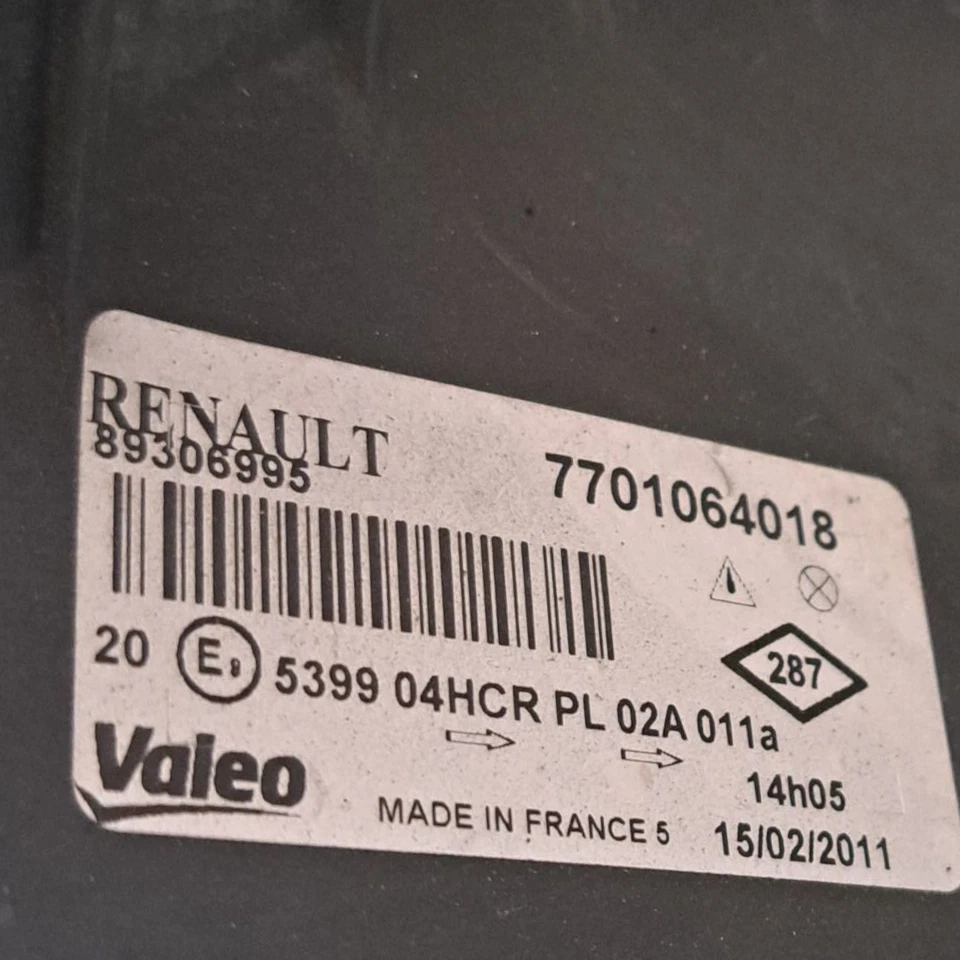 RENAULT
89306995
7701064018
287
20 E9 5399 04HCR PL 02A 011a
14h05
Valeo
MADE IN FRANCE 5
15/02/2011